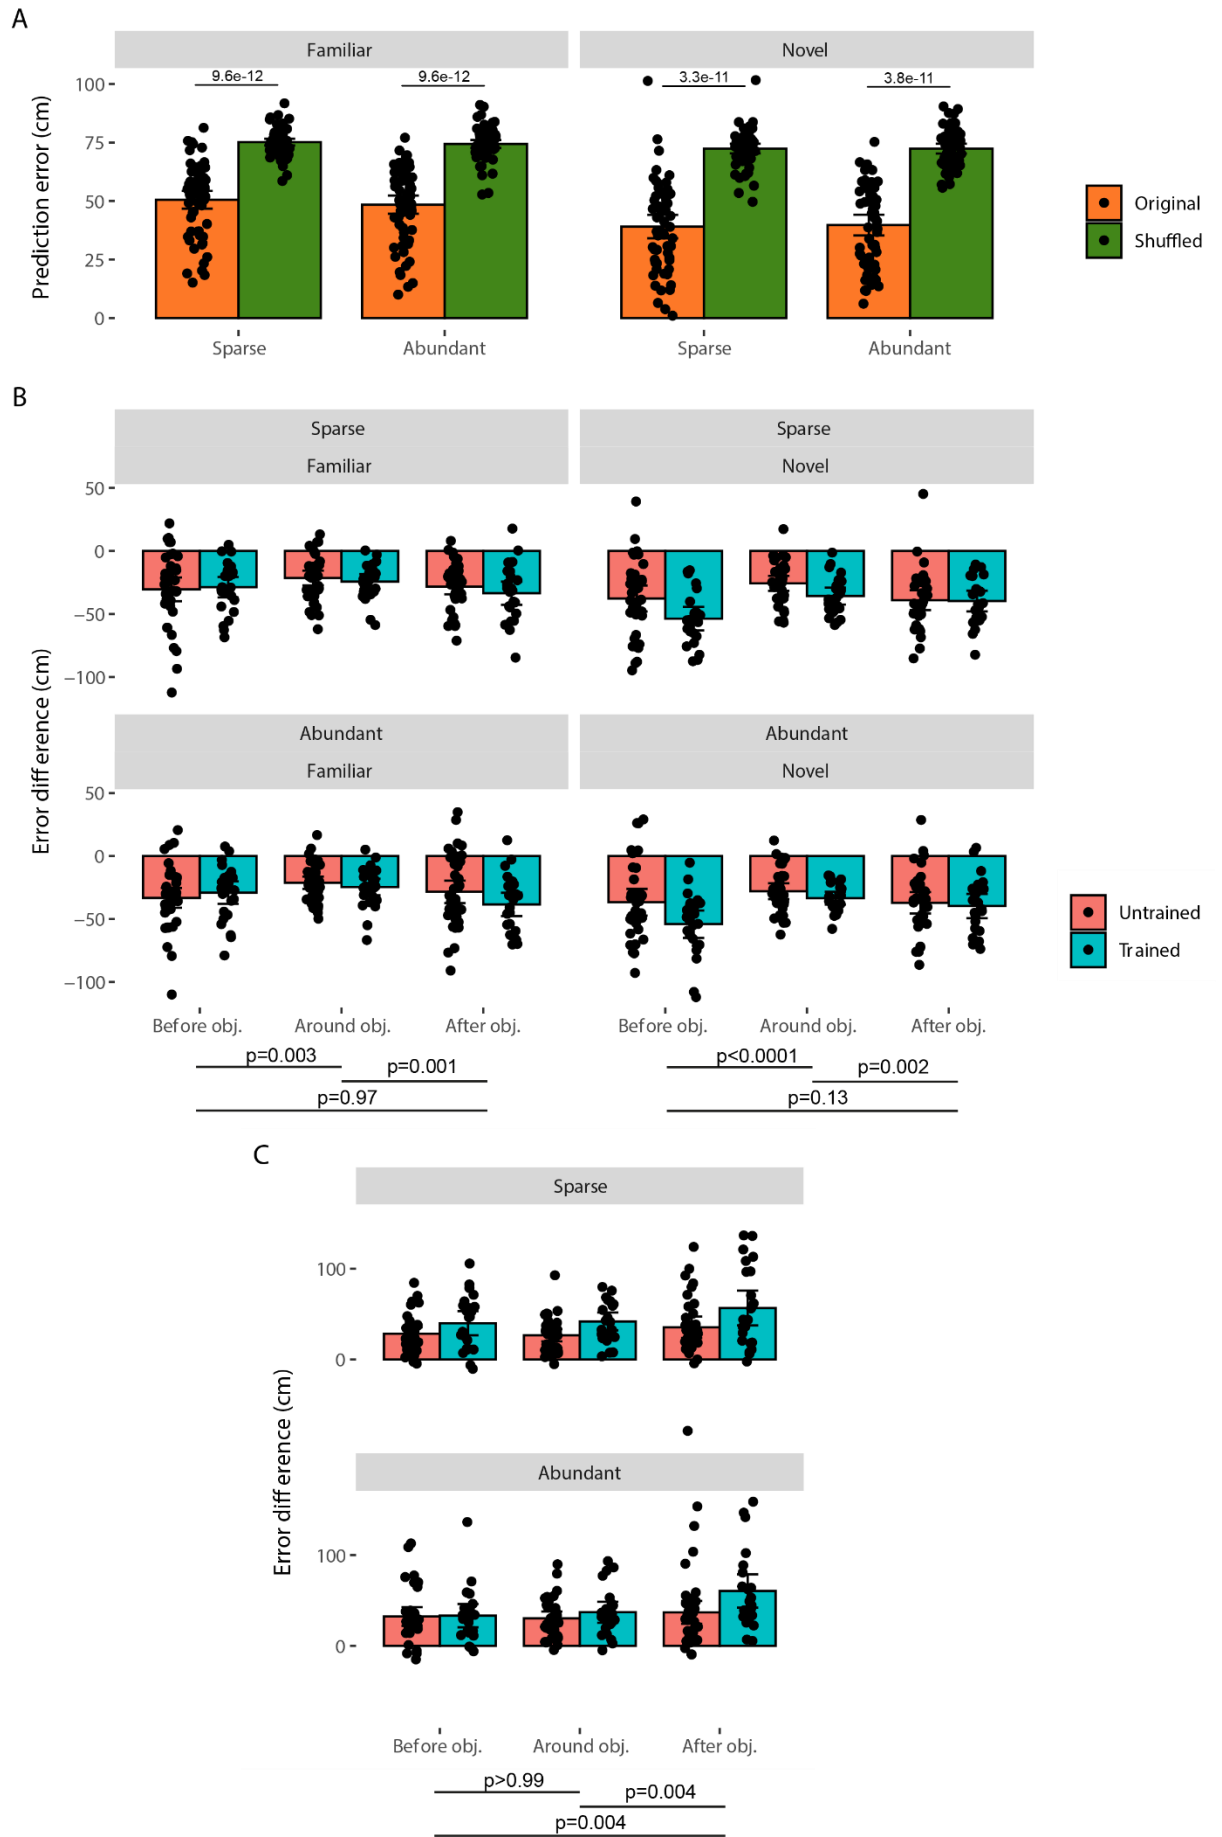 A
Familiar
Novel
9.6e-12
9.6e-12
3.3e-11
3.8e-11
Prediction error (cm)
100
75
50
25
0
Sparse
Abundant
Sparse
Abundant
Original
Shuffled
B
Sparse
Sparse
Familiar
Novel
50
0
−50
−100
Abundant
Abundant
Familiar
Novel
Error difference (cm)
50
0
−50
−100
Untrained
Trained
Before obj.
Around obj.
After obj.
Before obj.
Around obj.
After obj.
p=0.003
p=0.001
p=0.97
p<0.0001
p=0.002
p=0.13
C
Sparse
100
0
Error difference (cm)
Abundant
100
0
Before obj.
Around obj.
After obj.
p>0.99
p=0.004
p=0.004